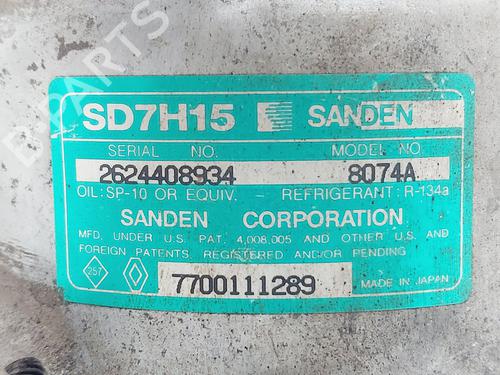 B-PARTS
SD7H15 SANDEN
SERIAL NO. MODEL NO.
2624408934 8074A
OIL: SP-10 OR EQUIV. REFRIGERANT: R-134a
SANDEN CORPORATION
MFD. UNDER U.S. PAT. 4,008,005 AND OTHER U.S. AND
FOREIGN PATENTS, REGISTERED AND/OR PENDING
257 7700111289 MADE IN JAPAN